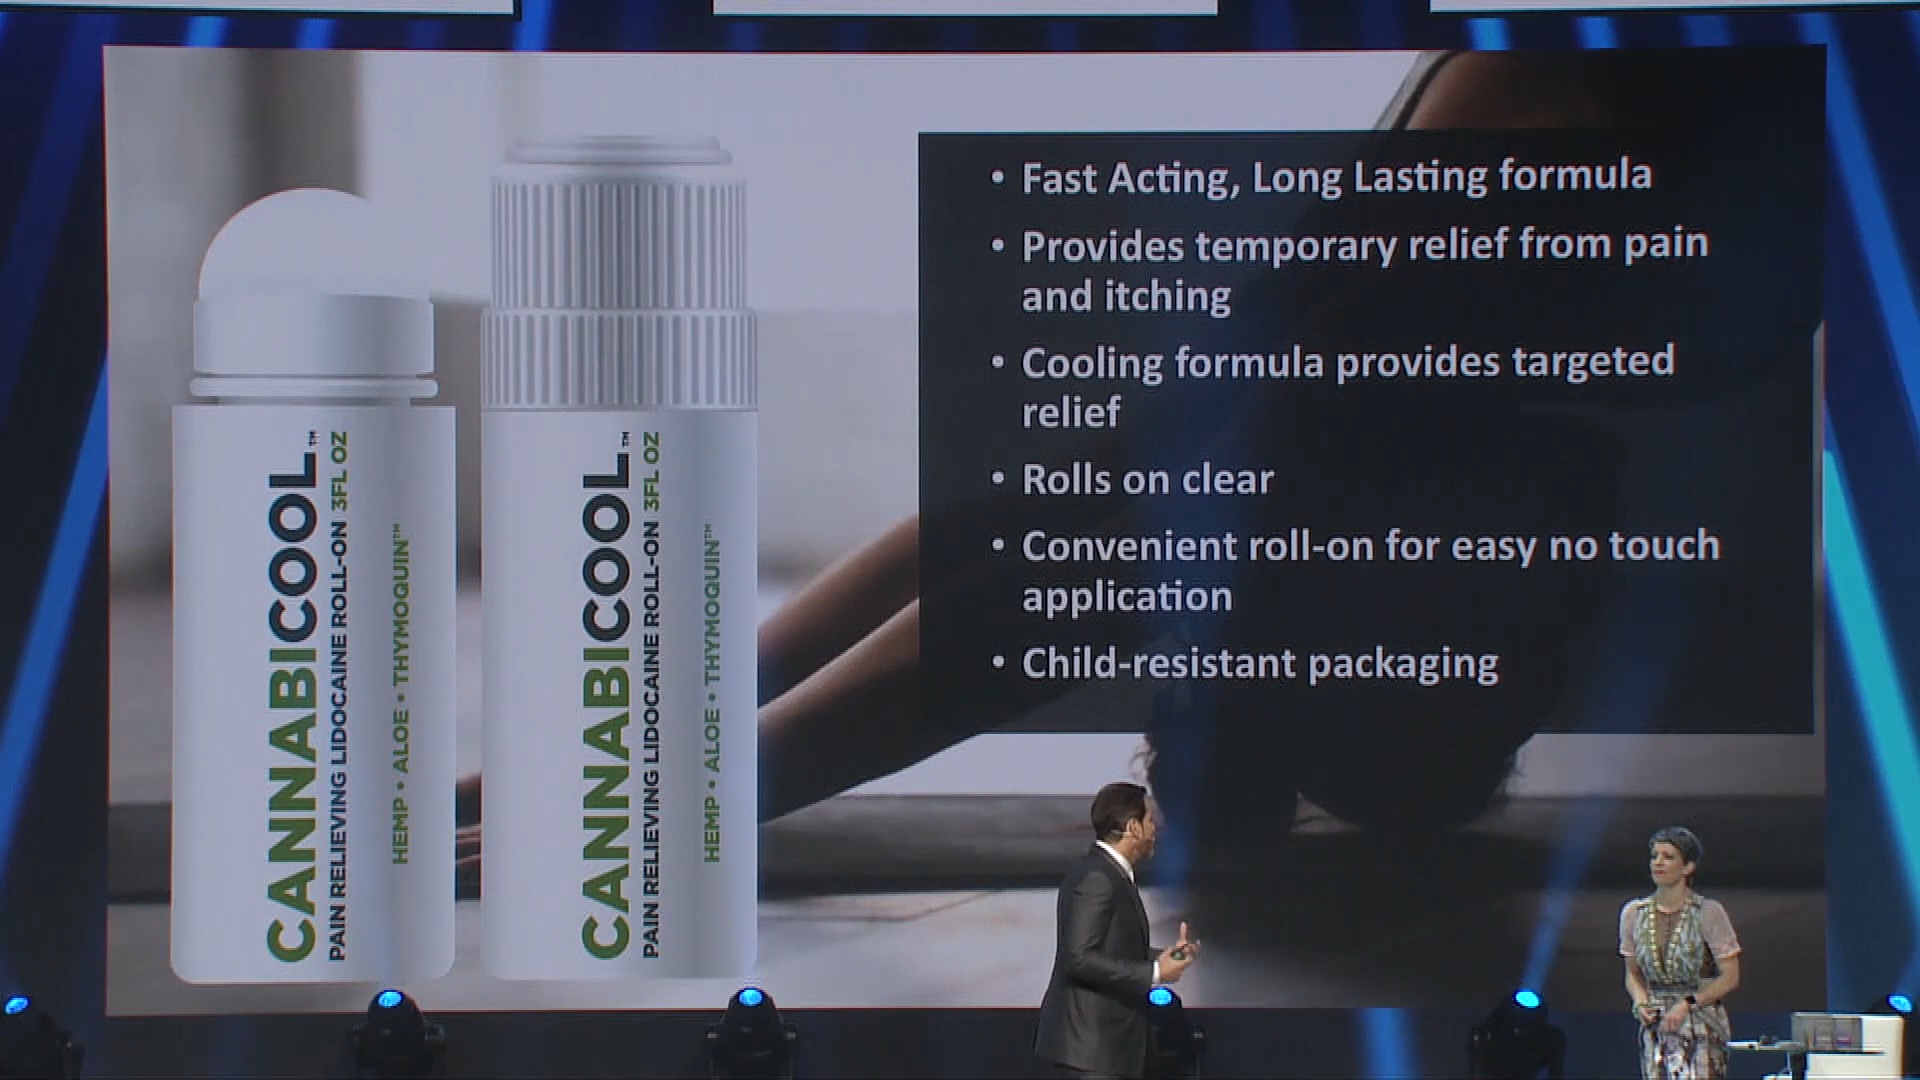 CANNABICOOL™
PAIN RELIEVING LIDOCAINE ROLL-ON 3FL OZ
HEMP • ALOE • THYMOQUIN™
CANNABICOOL™
PAIN RELIEVING LIDOCAINE ROLL-ON 3FL OZ
HEMP • ALOE • THYMOQUIN™
• Fast Acting, Long Lasting formula
• Provides temporary relief from pain
and itching
• Cooling formula provides targeted
relief
• Rolls on clear
• Convenient roll-on for easy no touch
application
• Child-resistant packaging